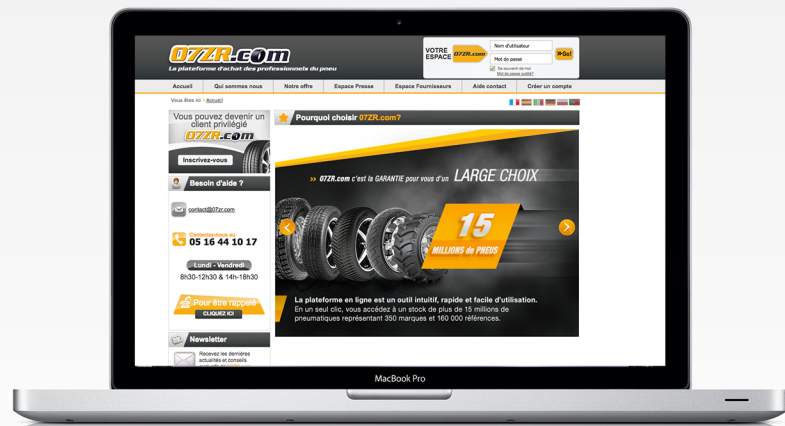 07ZR.com
La plateforme d'achat des professionnels du pneu
VOTRE
ESPACE
07ZR.com
Nom d'utilisateur
Mot de passe
Go!
Se souvenir de moi
Mot de passe oublié?
Accueil
Qui sommes nous
Notre offre
Espace Presse
Espace Fournisseurs
Aide contact
Créer un compte
Vous êtes ici › Accueil
Vous pouvez devenir un
client privilégié
07ZR.com
Inscrivez-vous
Besoin d'aide ?
contact@07zr.com
Contactez-nous au
05 16 44 10 17
Lundi - Vendredi
8h30-12h30 & 14h-18h30
Pour être rappelé
CLIQUEZ ICI
Newsletter
Recevez les dernières
actualités et conseils
Pourquoi choisir 07ZR.com?
07ZR.com c'est la GARANTIE pour vous d'un LARGE CHOIX
15
MILLIONS de PNEUS
La plateforme en ligne est un outil intuitif, rapide et facile d'utilisation.
En un seul clic, vous accédez à un stock de plus de 15 millions de
pneumatiques représentant 350 marques et 160 000 références.
MacBook Pro